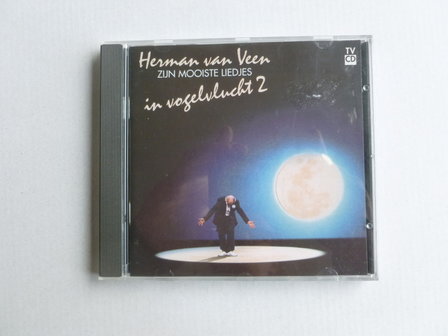 Herman van Veen
ZIJN MOOISTE LIEDJES
in vogelvlucht 2
TV
CD